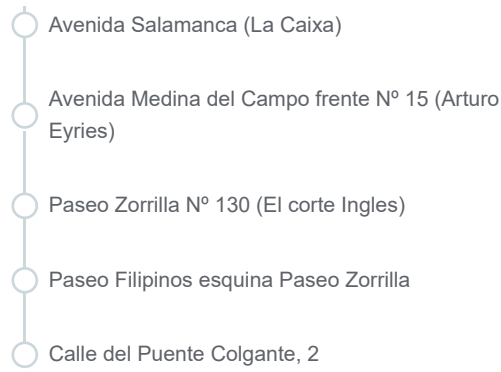 Avenida Salamanca (La Caixa)
Avenida Medina del Campo frente Nº 15 (Arturo
Eyries)
Paseo Zorrilla Nº 130 (El corte Ingles)
Paseo Filipinos esquina Paseo Zorrilla
Calle del Puente Colgante, 2